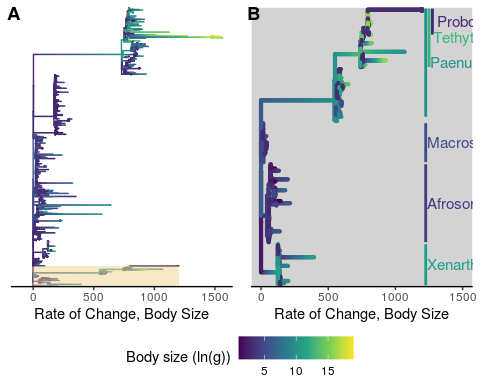 A
B
Probo
Tethyt
Paenu
Macros
Afrosor
Xenarth
0 500 1000 1500
0 500 1000 1500
Rate of Change, Body Size
Rate of Change, Body Size
Body size (ln(g))
5 10 15